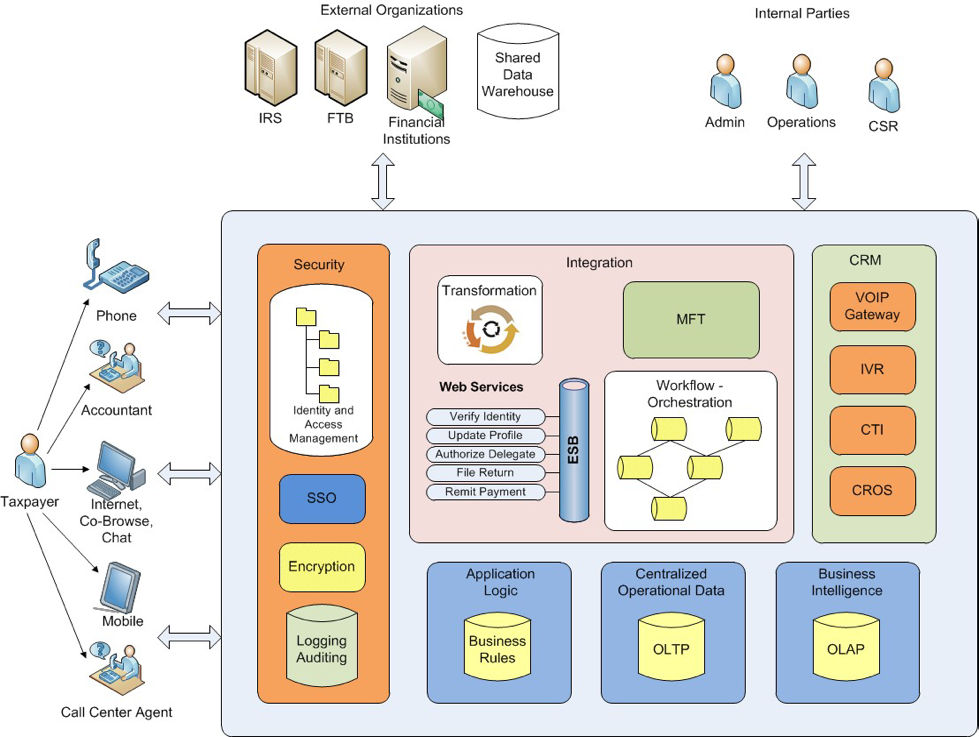 External Organizations
Internal Parties
IRS
FTB
Financial
Institutions
Shared
Data
Warehouse
Admin
Operations
CSR
Phone
Accountant
Taxpayer
Internet,
Co-Browse,
Chat
Mobile
Call Center Agent
Security
Identity and
Access
Management
SSO
Encryption
Logging
Auditing
Integration
Transformation
MFT
Web Services
Verify Identity
Update Profile
Authorize Delegate
File Return
Remit Payment
ESB
Workflow -
Orchestration
CRM
VOIP
Gateway
IVR
CTI
CROS
Application
Logic
Business
Rules
Centralized
Operational Data
OLTP
Business
Intelligence
OLAP